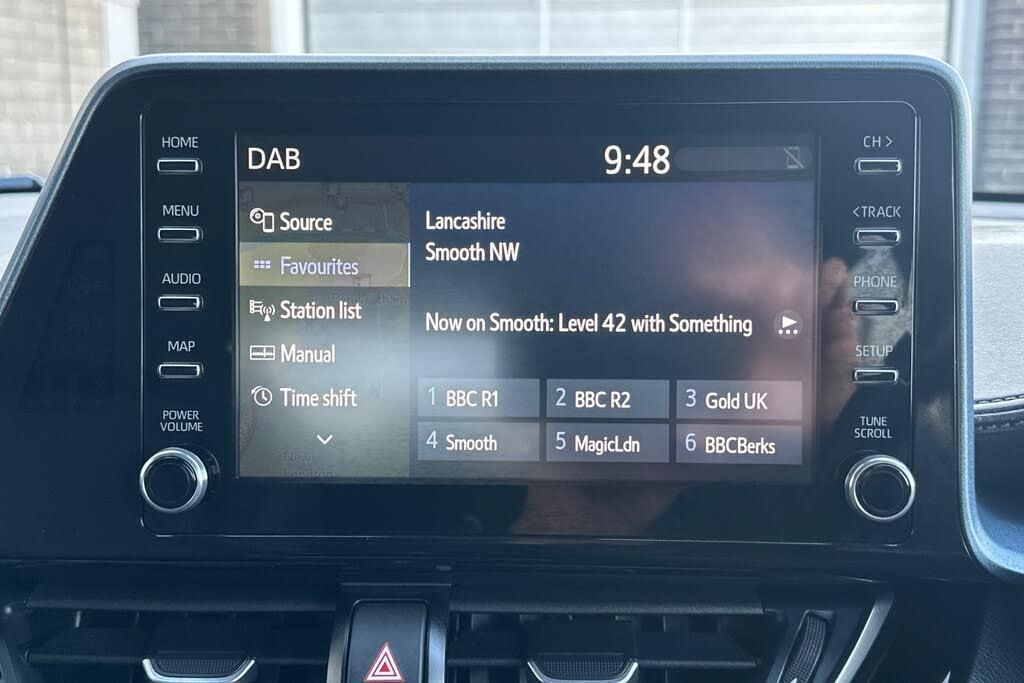 HOME
MENU
AUDIO
MAP
POWER
VOLUME
DAB
9:48
Source
Favourites
Station list
Manual
Time shift
Lancashire
Smooth NW
Now on Smooth: Level 42 with Something
1 BBC R1
2 BBC R2
3 Gold UK
4 Smooth
5 MagicLdn
6 BBCBerks
CH >
< TRACK
PHONE
SETUP
TUNE
SCROLL